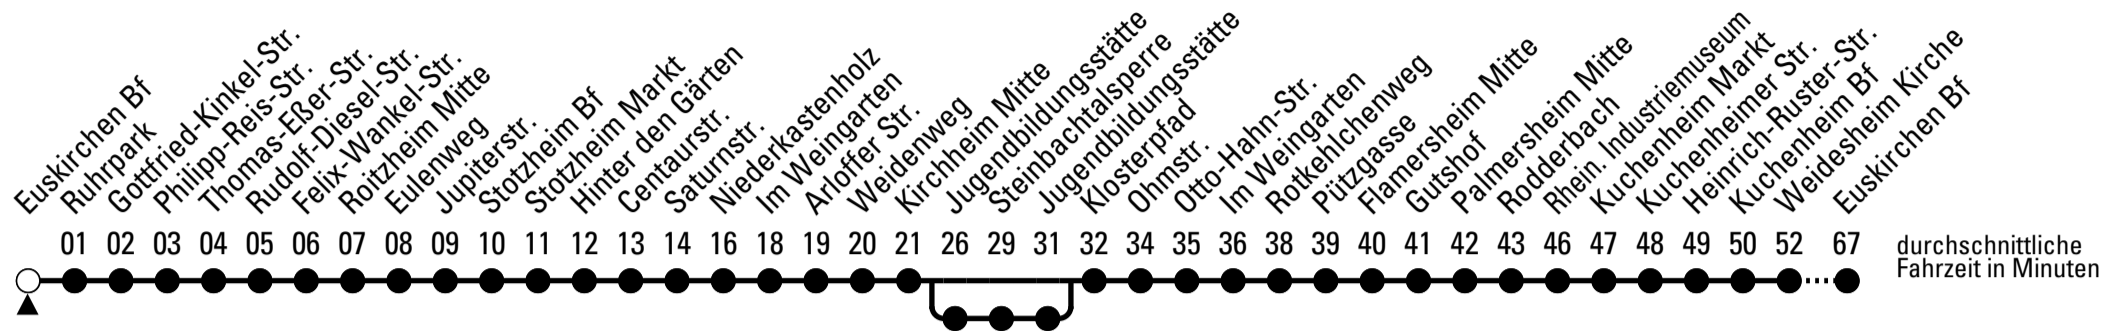 Euskirchen Bf
Ruhrpark
Gottfried-Kinkel-Str.
Philipp-Reis-Str.
Thomas-Eßer-Str.
Rudolf-Diesel-Str.
Felix-Wankel-Str.
Roitzheim Mitte
Eulenweg
Jupiterstr.
Stotzheim Bf
Stotzheim Markt
Hinter den Gärten
Centaurstr.
Saturnstr.
Niederkastenholz
Im Weingarten
Arloffer Str.
Weidenweg
Kirchheim Mitte
Jugendbildungsstätte
Steinbachtalsperre
Jugendbildungsstätte
Klosterpfad
Ohmstr.
Otto-Hahn-Str.
Im Weingarten
Rotkehlchenweg
Pützgasse
Flamersheim Mitte
Gutshof
Palmersheim Mitte
Rodderbach
Rhein. Industriemuseum
Kuchenheim Markt
Kuchenheimer Str.
Heinrich-Ruster-Str.
Kuchenheim Bf
Weidesheim Kirche
Euskirchen Bf
01 02 03 04 05 06 07 08 09 10 11 12 13 14 16 18 19 20 21 26 29 31 32 34 35 36 38 39 40 41 42 43 46 47 48 49 50 52 67
durchschnittliche
Fahrzeit in Minuten